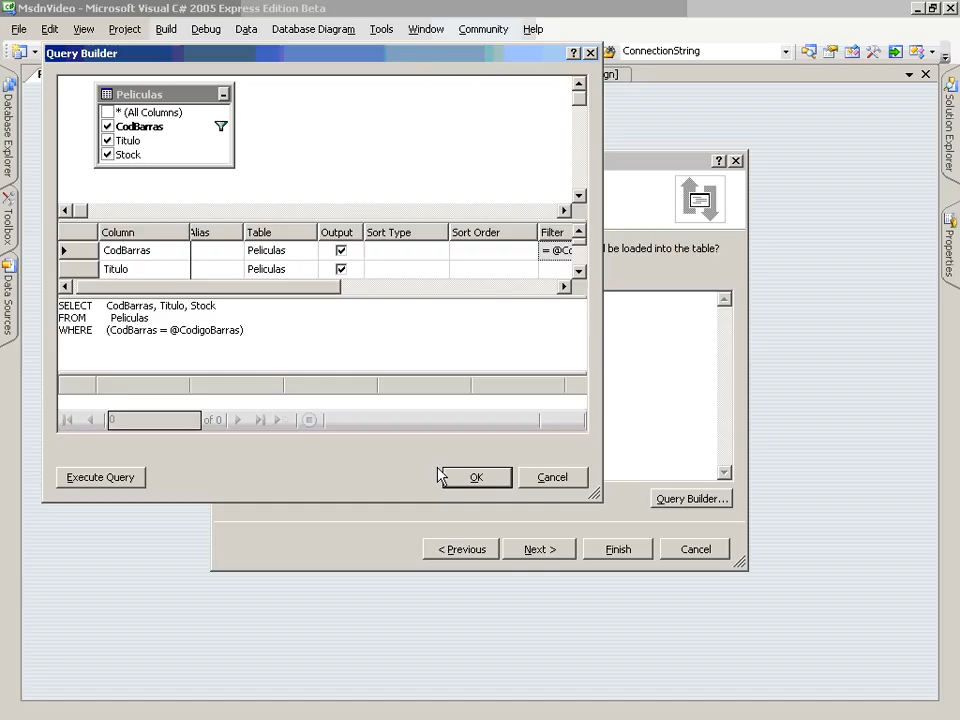 MsdnVideo - Microsoft Visual C# 2005 Express Edition Beta
File Edit View Project Build Debug Data Database Diagram Tools Window Community Help
ConnectionString
Query Builder
gn]
Peliculas
* (All Columns)
CodBarras
Titulo
Stock
Column Alias Table Output Sort Type Sort Order Filter
CodBarras Peliculas = @Co
Titulo Peliculas
SELECT CodBarras, Titulo, Stock
FROM Peliculas
WHERE (CodBarras = @CodigoBarras)
0 of 0
Execute Query OK Cancel
d be loaded into the table?
Query Builder...
< Previous Next > Finish Cancel
Database Explorer
Toolbox
Data Sources
Solution Explorer
Properties